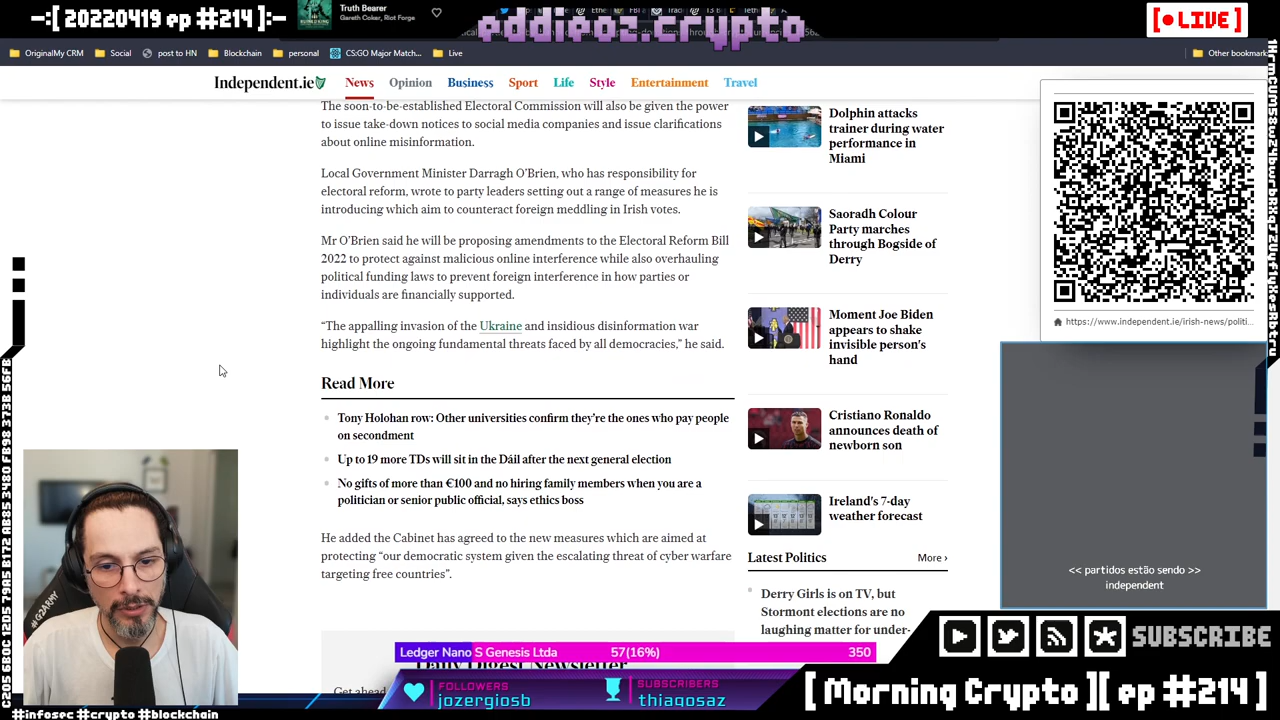 -:[ 20220419 ep #214 ]:-
Truth Bearer
Gareth Coker, Riot Forge
eddieoz.crypto
[ ● LIVE ]
OriginalMy CRM
Social
post to HN
Blockchain
personal
CS:GO Major Match...
Live
Other bookmark
Independent.ie
News
Opinion
Business
Sport
Life
Style
Entertainment
Travel
The soon-to-be-established Electoral Commission will also be given the power
to issue take-down notices to social media companies and issue clarifications
about online misinformation.
Local Government Minister Darragh O’Brien, who has responsibility for
electoral reform, wrote to party leaders setting out a range of measures he is
introducing which aim to counteract foreign meddling in Irish votes.
Mr O’Brien said he will be proposing amendments to the Electoral Reform Bill
2022 to protect against malicious online interference while also overhauling
political funding laws to prevent foreign interference in how parties or
individuals are financially supported.
“The appalling invasion of the Ukraine and insidious disinformation war
highlight the ongoing fundamental threats faced by all democracies,” he said.
Read More
Tony Holohan row: Other universities confirm they’re the ones who pay people
on secondment
Up to 19 more TDs will sit in the Dáil after the next general election
No gifts of more than €100 and no hiring family members when you are a
politician or senior public official, says ethics boss
He added the Cabinet has agreed to the new measures which are aimed at
protecting “our democratic system given the escalating threat of cyber warfare
targeting free countries”.
Daily Digest Newsletter
Get ahead
Dolphin attacks
trainer during water
performance in
Miami
Saoradh Colour
Party marches
through Bogside of
Derry
Moment Joe Biden
appears to shake
invisible person's
hand
Cristiano Ronaldo
announces death of
newborn son
Ireland's 7-day
weather forecast
Latest Politics
More ›
Derry Girls is on TV, but
Stormont elections are no
laughing matter for under-
https://www.independent.ie/irish-news/politi...
<< partidos estão sendo >>
independent
Ledger Nano S Genesis Ltda
57(16%)
350
FOLLOWERS
jozergiosb
SUBSCRIBERS
thiagosaz
SUBSCRIBE
[ Morning Crypto ][ ep #214 ]
#infosec #crypto #blockchain